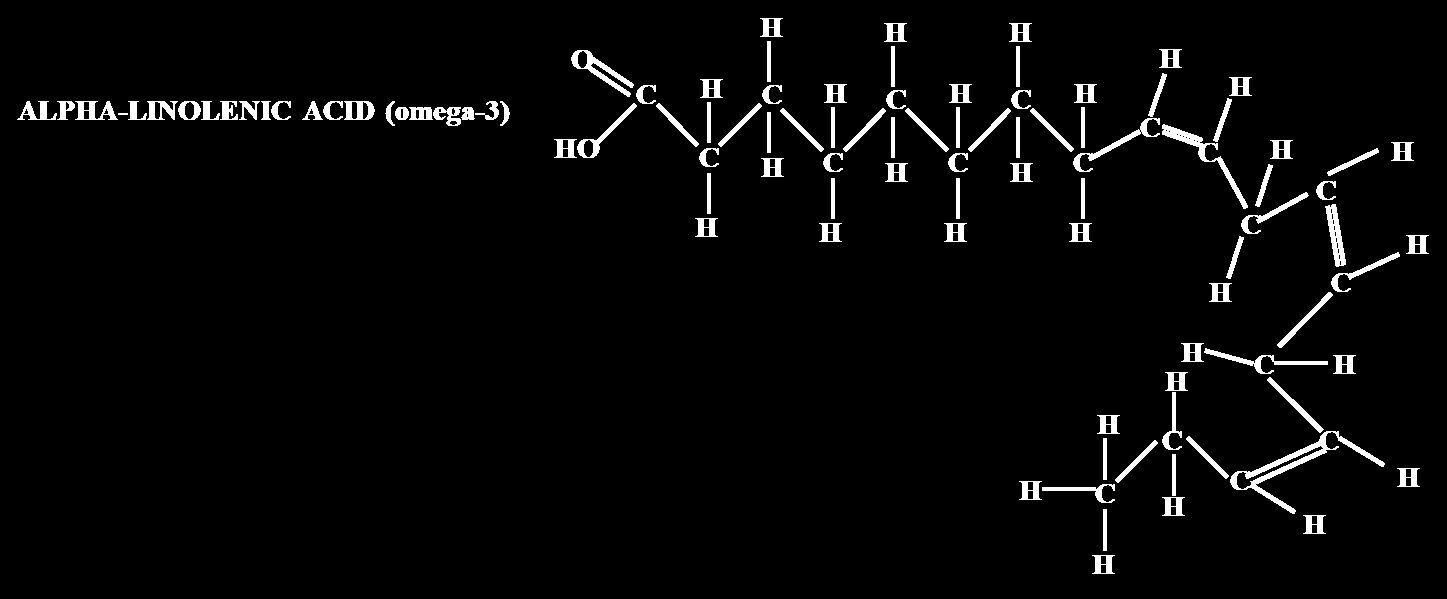 H H H
O H
C H C H C H C H H
ALPHA-LINOLENIC ACID (omega-3)
C
HO C C C C C H H
H H H
C
H H H H C H
H C
H C H
H
H
C C
H C C H
H H
H